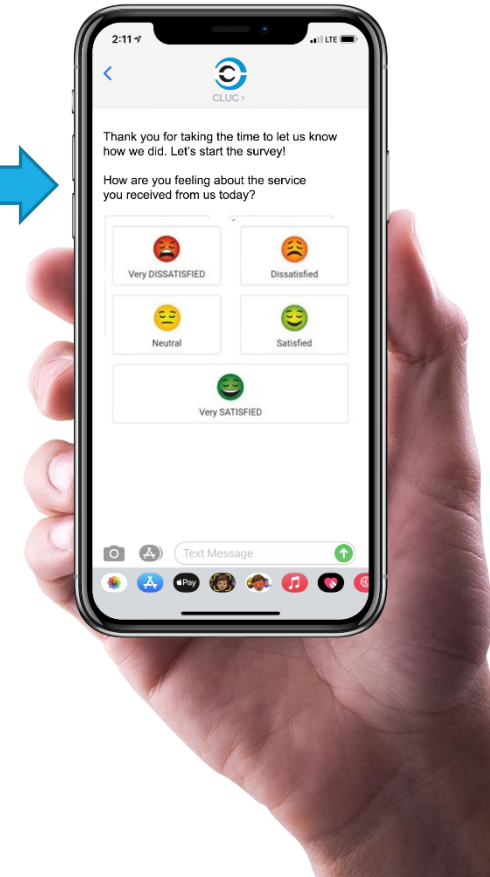 2:11
LTE
CLUC >
Thank you for taking the time to let us know
how we did. Let's start the survey!
How are you feeling about the service
you received from us today?
Very DISSATISFIED
Dissatisfied
Neutral
Satisfied
Very SATISFIED
Text Message
Pay